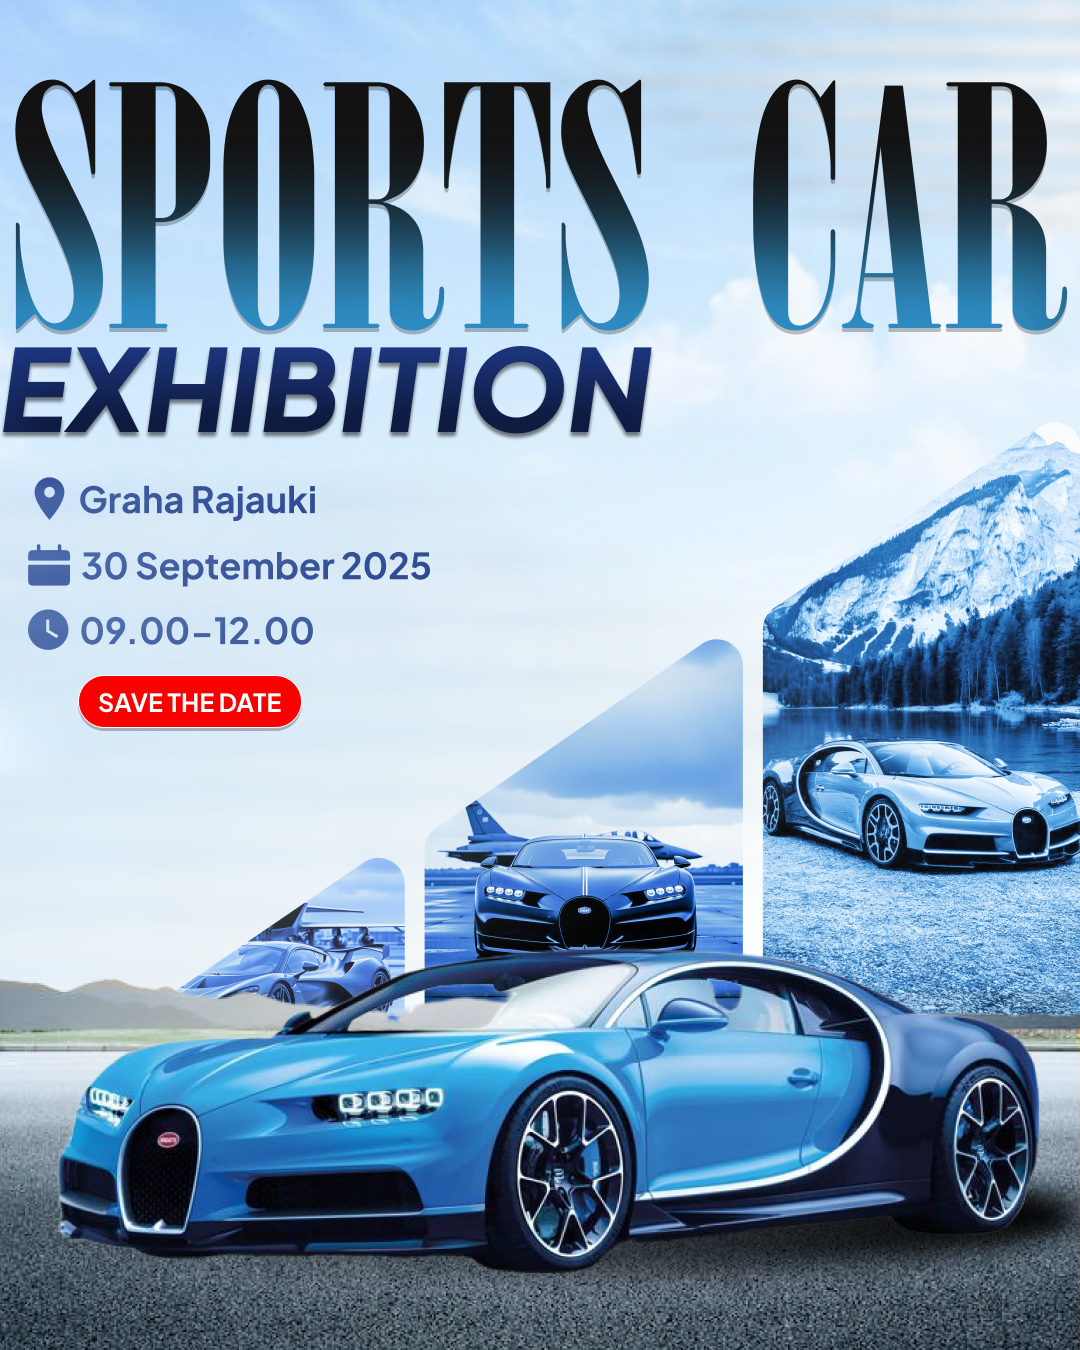 SPORTS CAR
EXHIBITION
Graha Rajauki
30 September 2025
09.00-12.00
SAVE THE DATE